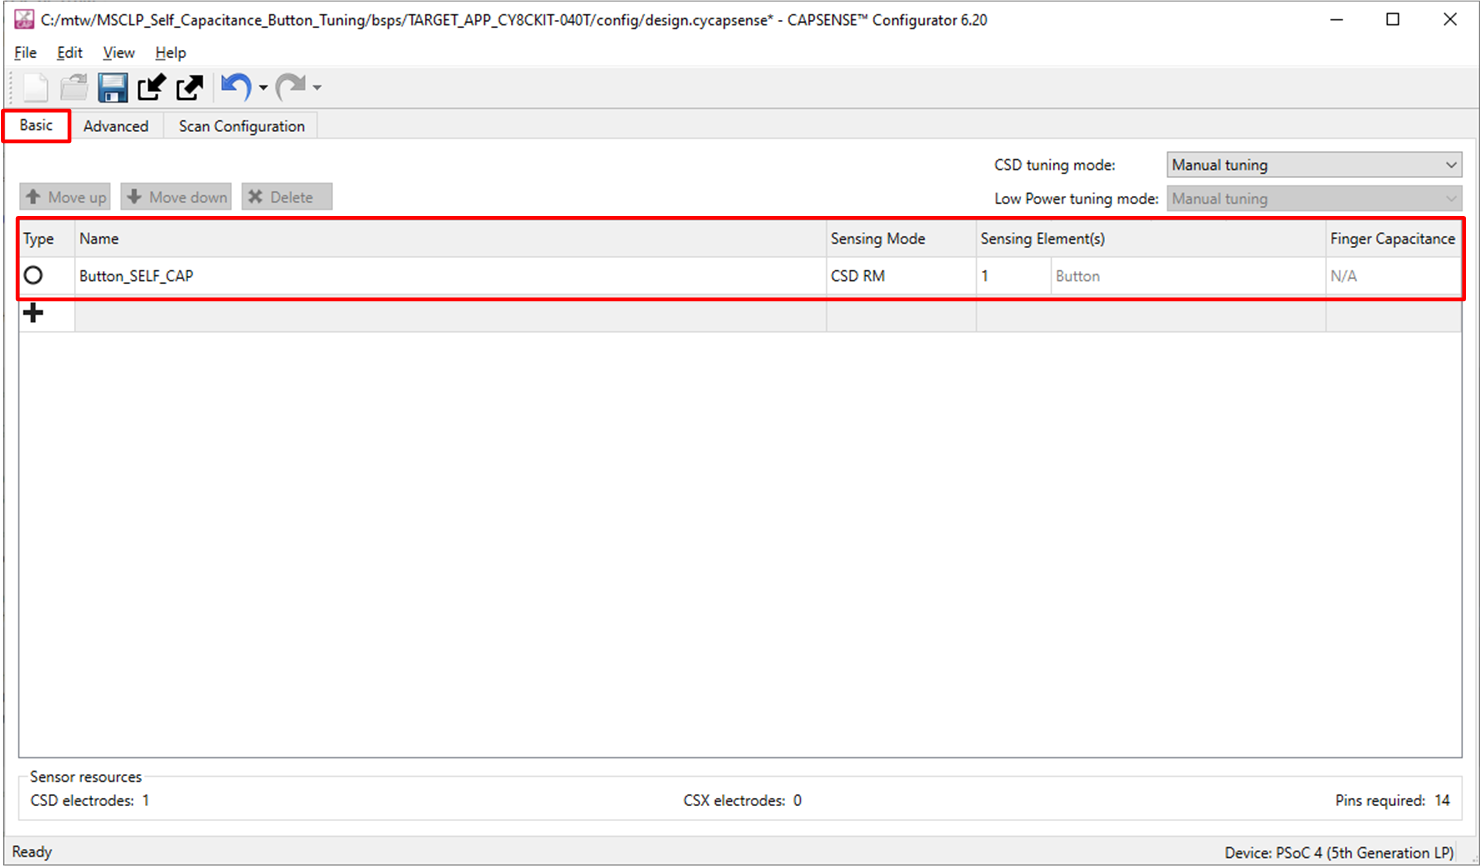 C:/mtw/MSCLP_Self_Capacitance_Button_Tuning/bsps/TARGET_APP_CY8CKIT-040T/config/design.cycapsense* - CAPSENSE™ Configurator 6.20
File Edit View Help
Basic Advanced Scan Configuration
CSD tuning mode: Manual tuning
Move up Move down Delete Low Power tuning mode: Manual tuning
Type Name Sensing Mode Sensing Element(s) Finger Capacitance
Button_SELF_CAP CSD RM 1 Button N/A
Sensor resources
CSD electrodes: 1 CSX electrodes: 0 Pins required: 14
Ready Device: PSoC 4 (5th Generation LP)